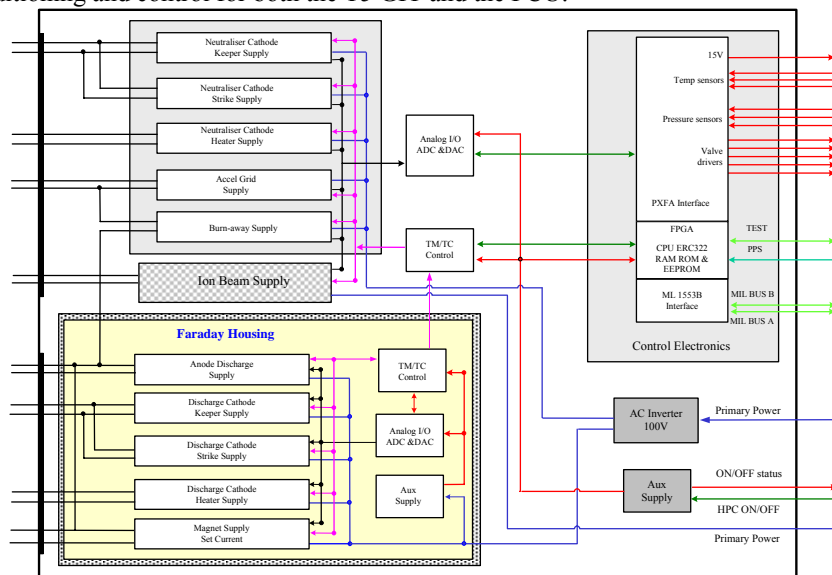 Neutraliser Cathode
Keeper Supply
Neutraliser Cathode
Strike Supply
Neutraliser Cathode
Heater Supply
Accel Grid
Supply
Burn-away Supply
Ion Beam Supply
Analog I/O
ADC &DAC
TM/TC
Control
15V
Temp sensors
Pressure sensors
Valve
drivers
PXFA Interface
FPGA
CPU ERC322
RAM ROM &
EEPROM
ML 1553B
Interface
TEST
PPS
MIL BUS B
MIL BUS A
Control Electronics
Faraday Housing
Anode Discharge
Supply
Discharge Cathode
Keeper Supply
Discharge Cathode
Strike Supply
Discharge Cathode
Heater Supply
Magnet Supply
Set Current
TM/TC
Control
Analog I/O
ADC &DAC
Aux
Supply
AC Inverter
100V
Primary Power
Aux
Supply
ON/OFF status
HPC ON/OFF
Primary Power